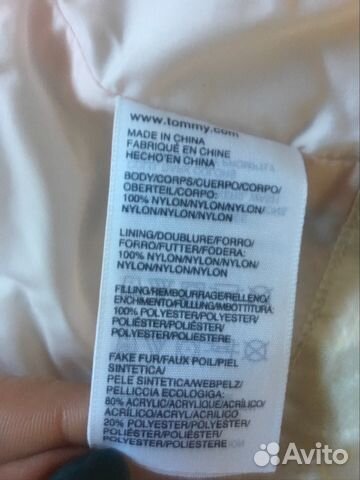 www.tommy.com
MADE IN CHINA
FABRIQUÉ EN CHINE
HECHO EN CHINA
BODY/CORPS/CUERPO/CORPO/
OBERTEIL/CORPO:
100% NYLON/NYLON/NYLON/
NYLON/NYLON/NYLON
LINING/DOUBLURE/FORRO/
FORRO/FUTTER/FODERA:
100% NYLON/NYLON/NYLON/
NYLON/NYLON/NYLON
FILLING/REMBOURRAGE/RELLENO/
ENCHIMENTO/FÜLLUNG/IMBOTTITURA:
100% POLYESTER/POLYESTER/
POLIÉSTER/POLIÉSTER/
POLYESTER/POLIESTERE
FAKE FUR/FAUX POIL/PIEL
SINTETICA/
PELE SINTETICA/WEBPELZ/
PELLICCIA ECOLOGIGA:
80% ACRYLIC/ACRYLIQUE/ACRÍLICO/
ACRÍLICO/ACRYL/ACRILICO
20% POLYESTER/POLYESTER/
POLIÉSTER/POLIÉSTER/
POLYESTER/POLIESTERE
Avito